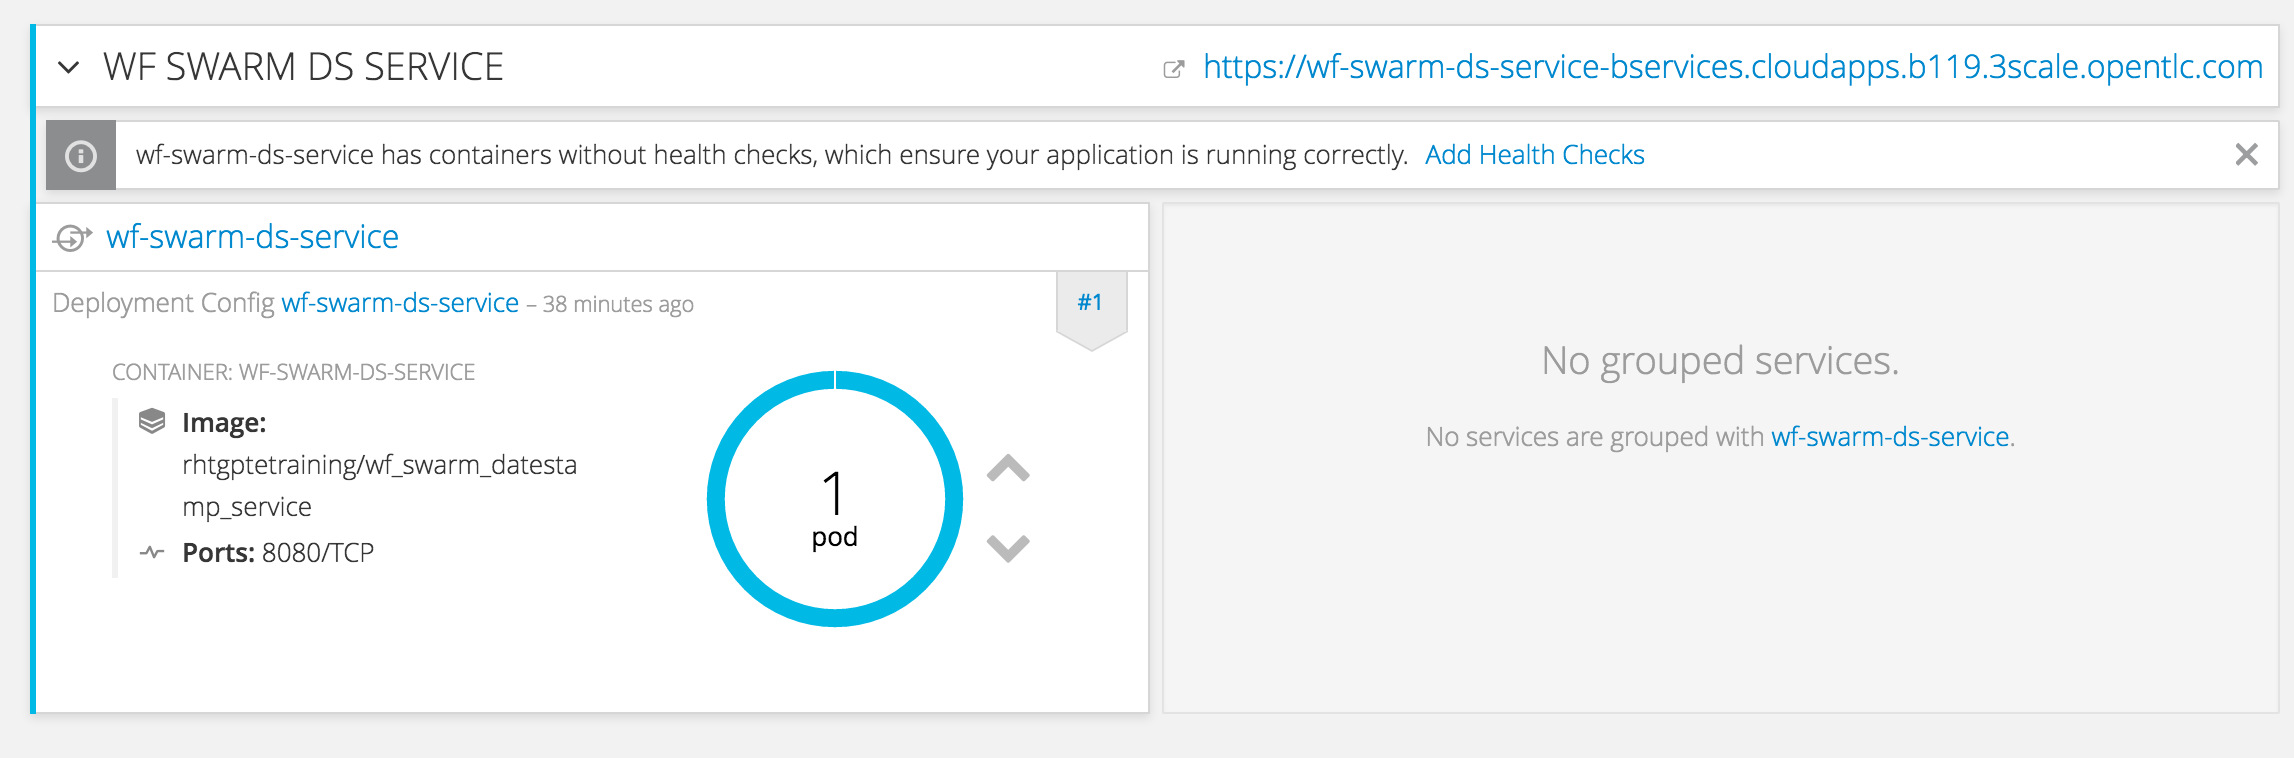 WF SWARM DS SERVICE
https://wf-swarm-ds-service-bservices.cloudapps.b119.3scale.opentlc.com
wf-swarm-ds-service has containers without health checks, which ensure your application is running correctly. Add Health Checks
wf-swarm-ds-service
Deployment Config wf-swarm-ds-service – 38 minutes ago
#1
CONTAINER: WF-SWARM-DS-SERVICE
Image:
rhtgptetraining/wf_swarm_datesta
mp_service
Ports: 8080/TCP
1
pod
No grouped services.
No services are grouped with wf-swarm-ds-service.